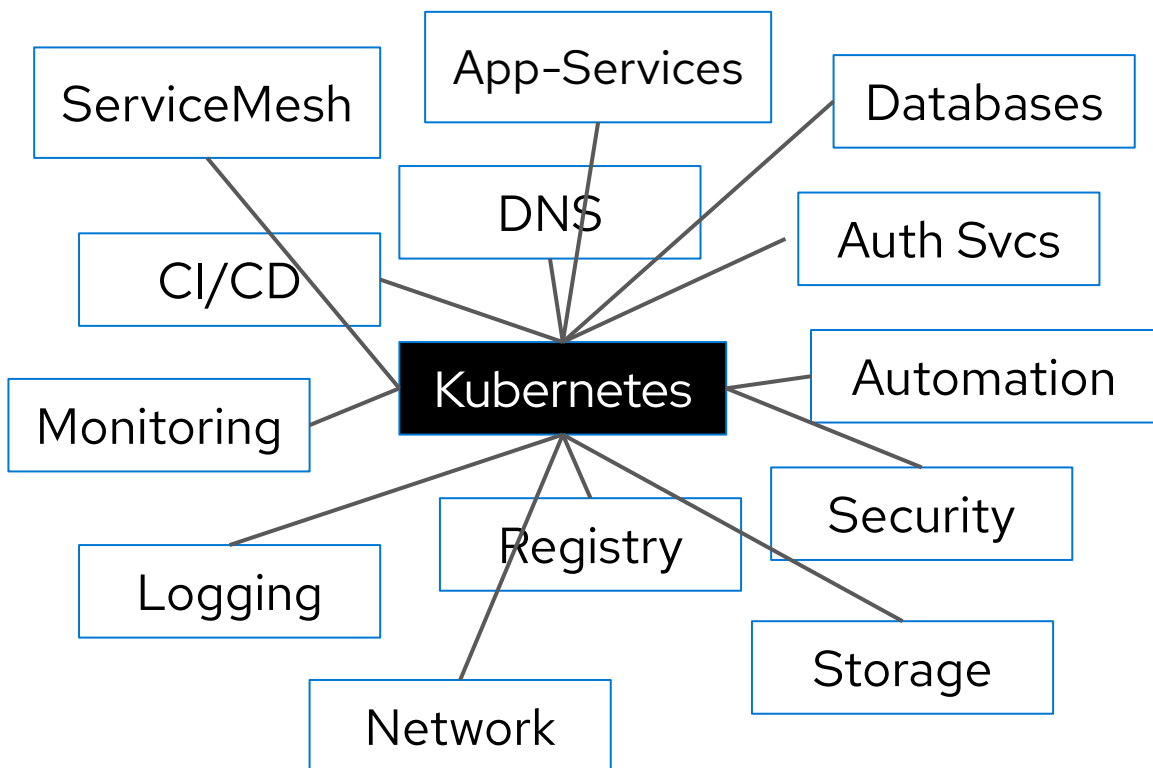 App-Services
ServiceMesh
Databases
DNS
Auth Svcs
CI/CD
Kubernetes
Automation
Monitoring
Security
Registry
Logging
Storage
Network